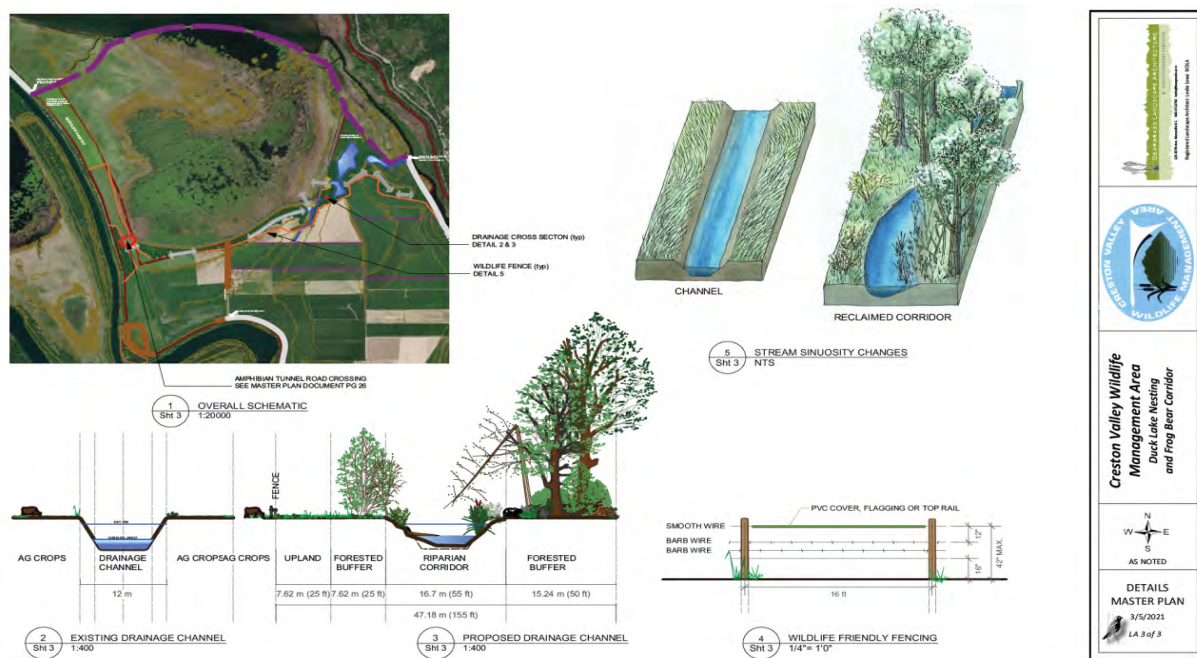 DRAINAGE CROSS SECTON (typ)
DETAIL 2 & 3
WILDLIFE FENCE (typ)
DETAIL 5
AMPHIBIAN TUNNEL ROAD CROSSING
SEE MASTER PLAN DOCUMENT PG 26
1
Sht 3
OVERALL SCHEMATIC
1:20000
CHANNEL
RECLAIMED CORRIDOR
5
Sht 3
STREAM SINUOSITY CHANGES
NTS
AG CROPS
DRAINAGE
CHANNEL
AG CROPS
12 m
2
Sht 3
EXISTING DRAINAGE CHANNEL
1:400
FENCE
AG CROPS
UPLAND
FORESTED
BUFFER
RIPARIAN
CORRIDOR
FORESTED
BUFFER
7.62 m (25 ft)
7.62 m (25 ft)
16.7 m (55 ft)
15.24 m (50 ft)
47.18 m (155 ft)
3
Sht 3
PROPOSED DRAINAGE CHANNEL
1:400
PVC COVER, FLAGGING OR TOP RAIL
SMOOTH WIRE
BARB WIRE
BARB WIRE
12"
16"
42" MAX.
16 ft
4
Sht 3
WILDLIFE FRIENDLY FENCING
1/4"= 1'0"
LANDSCAPE ARCHITECTURE
CRESTON VALLEY
WILDLIFE MANAGEMENT AREA
Creston Valley Wildlife
Management Area
Duck Lake Nesting
and Frog Bear Corridor
N
W
E
S
AS NOTED
DETAILS
MASTER PLAN
3/5/2021
LA 3 of 3